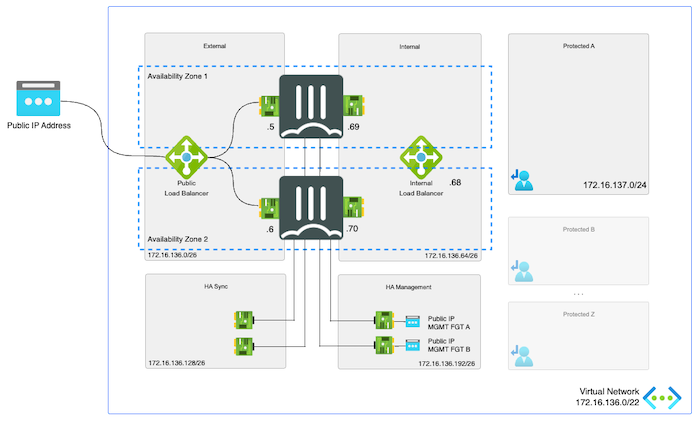 External
Internal
Protected A
Availability Zone 1
.5
.69
Public IP Address
Public
Load Balancer
Internal
Load Balancer
.68
172.16.137.0/24
.6
.70
Availability Zone 2
172.16.136.0/26
172.16.136.64/26
Protected B
...
HA Sync
HA Management
Protected Z
Public IP
MGMT FGT A
Public IP
MGMT FGT B
172.16.136.128/26
172.16.136.192/26
Virtual Network
172.16.136.0/22